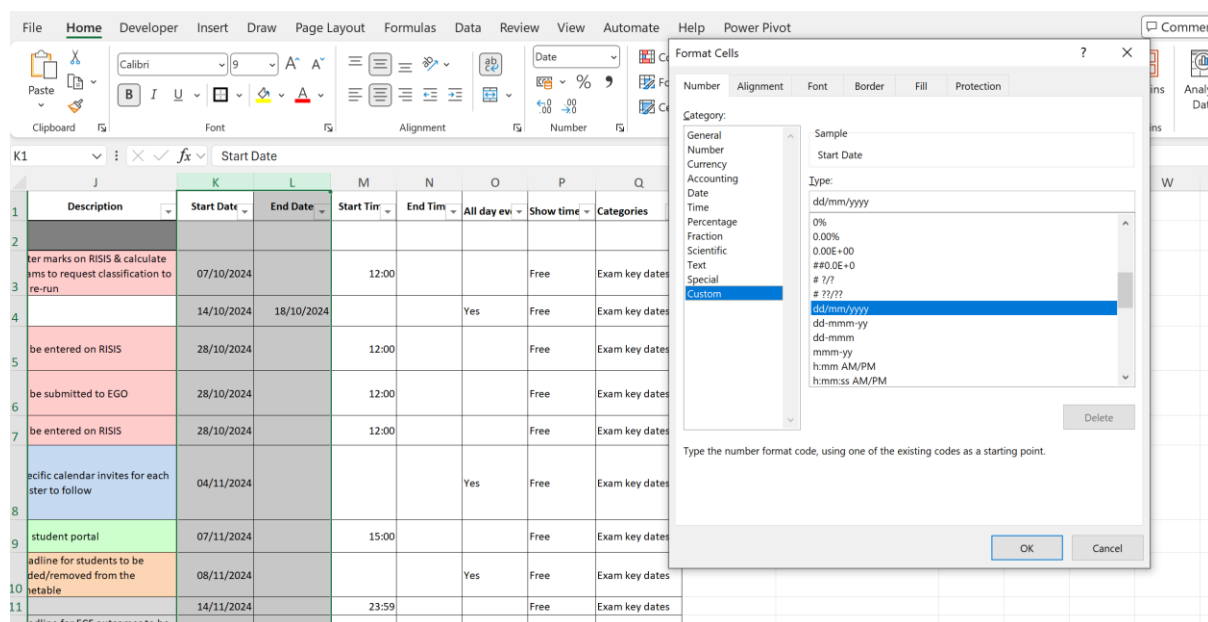 File Home Developer Insert Draw Page Layout Formulas Data Review View Automate Help Power Pivot
Paste
Clipboard
Calibri 9
B I U
Font
ab
Alignment
Date
Number
K1 fx Start Date
J K L M N O P Q W
1 Description Start Date End Date Start Tim End Tim All day eve Show time Categories
2
3 ter marks on RISIS & calculate
ams to request classification to
re-run
07/10/2024 12:00 Free Exam key dates
4 14/10/2024 18/10/2024 Yes Free Exam key dates
5 be entered on RISIS 28/10/2024 12:00 Free Exam key dates
6 be submitted to EGO 28/10/2024 12:00 Free Exam key dates
7 be entered on RISIS 28/10/2024 12:00 Free Exam key dates
8 ecific calendar invites for each
ster to follow
04/11/2024 Yes Free Exam key dates
9 student portal 07/11/2024 15:00 Free Exam key dates
10 adline for students to be
ded/removed from the
netable
08/11/2024 Yes Free Exam key dates
11 14/11/2024 23:59 Free Exam key dates
Format Cells ? ×
Number Alignment Font Border Fill Protection
Category:
General
Number
Currency
Accounting
Date
Time
Percentage
Fraction
Scientific
Text
Special
Custom
Sample
Start Date
Type:
dd/mm/yyyy
0%
0.00%
0.00E+00
##0.0E+0
# ?/?
# ??/??
dd/mm/yyyy
dd-mmm-yy
dd-mmm
mmm-yy
h:mm AM/PM
h:mm:ss AM/PM
Delete
Type the number format code, using one of the existing codes as a starting point.
OK Cancel
Commen
ins
Analy
Dat
ins